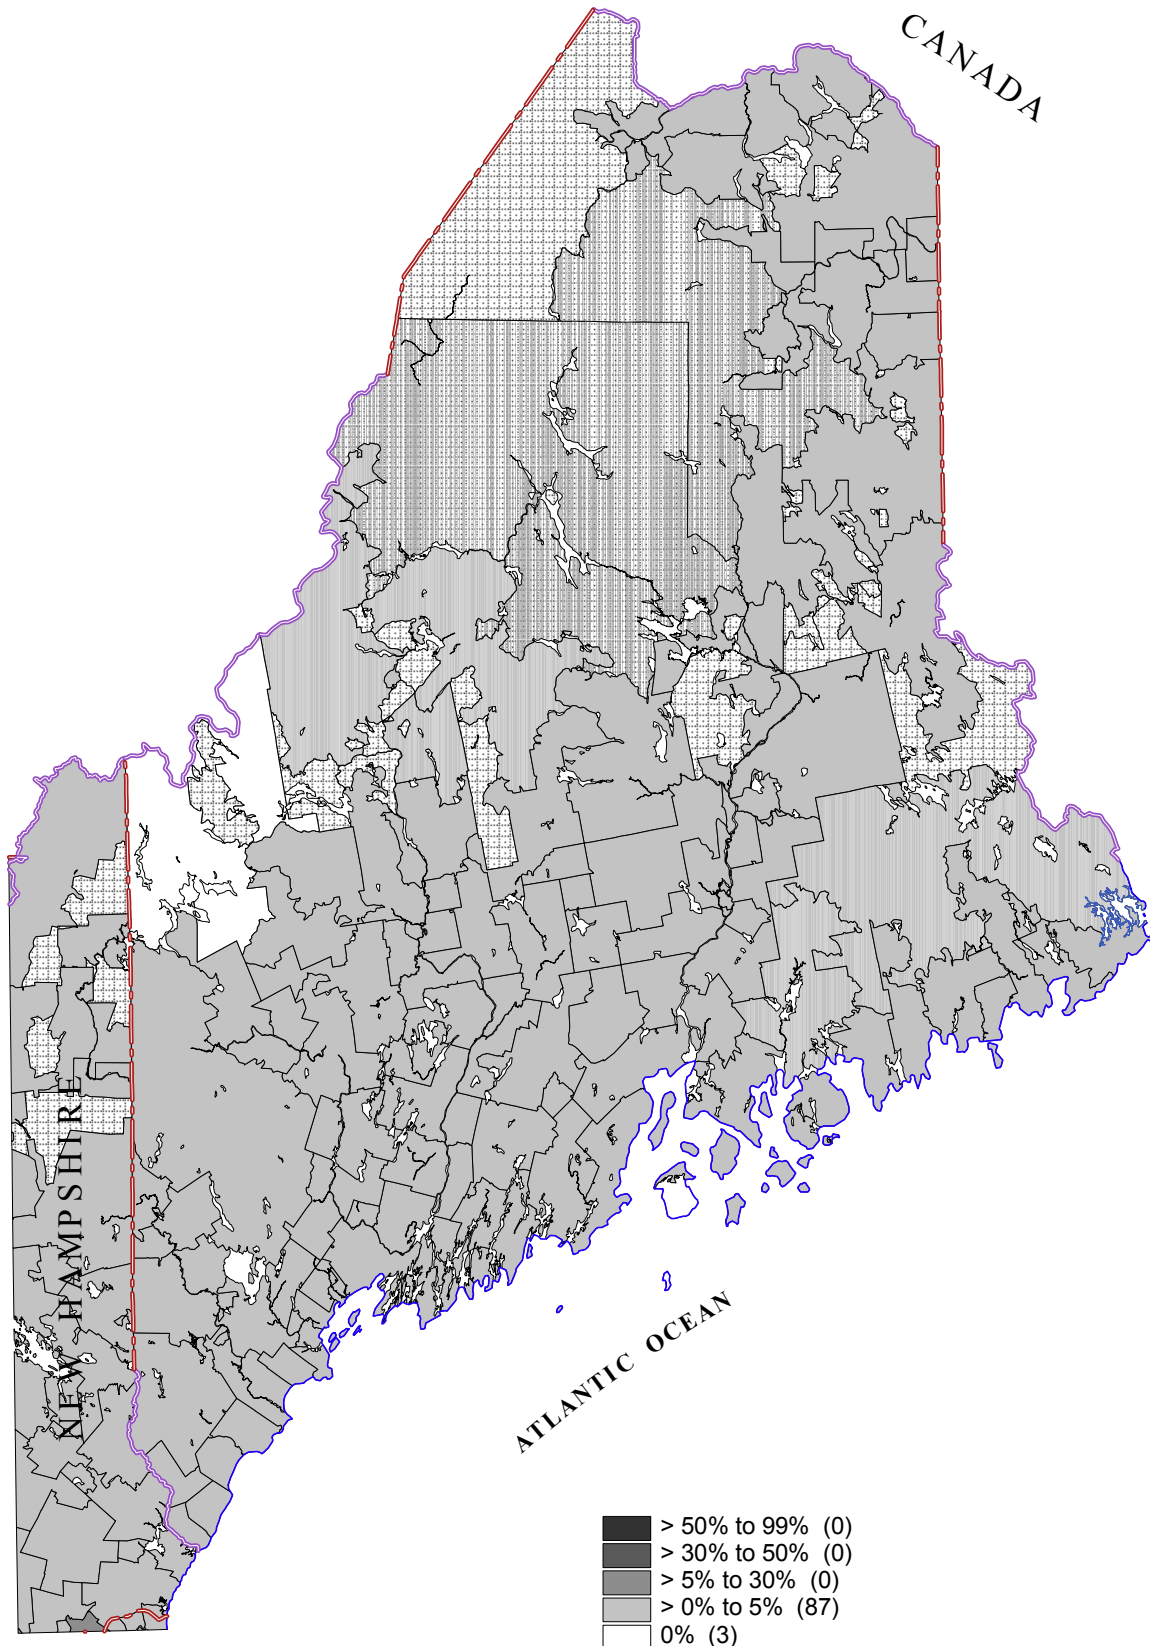 CANADA
NEW HAMPSHIRE
ATLANTIC OCEAN
> 50% to 99% (0)
> 30% to 50% (0)
> 5% to 30% (0)
> 0% to 5% (87)
0% (3)